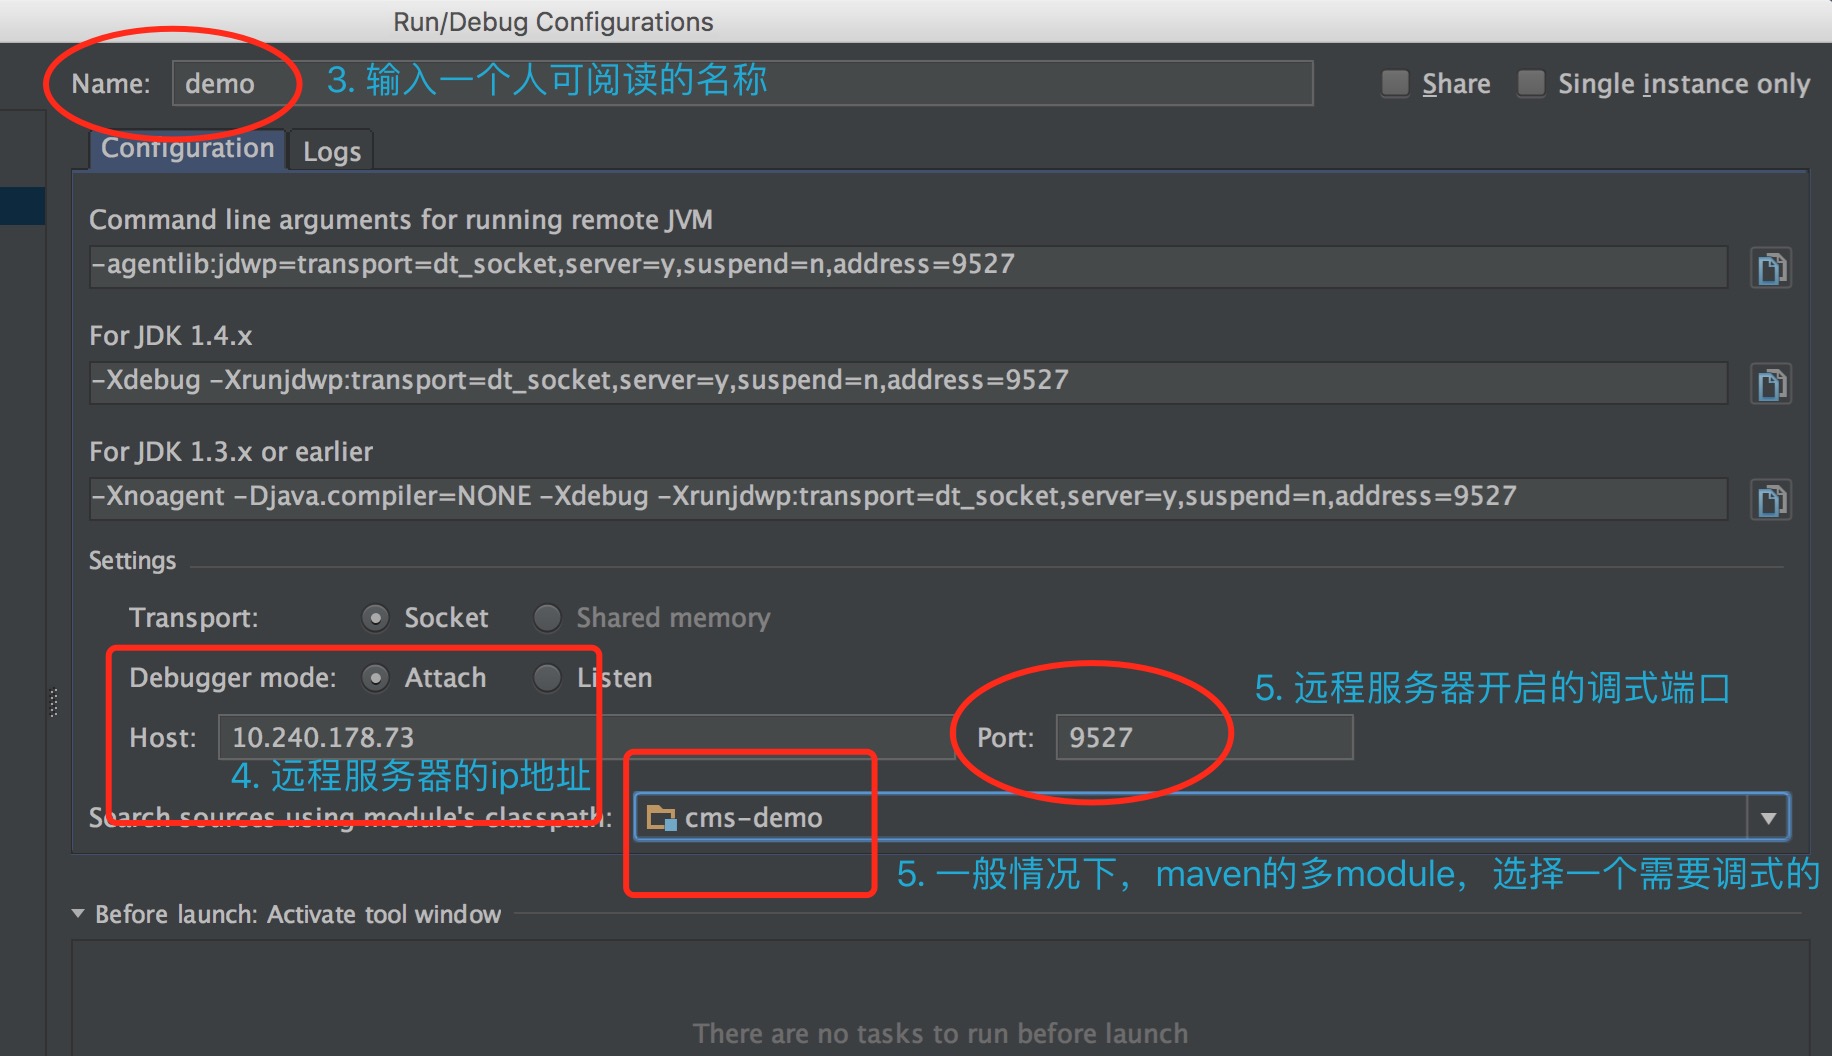 Run/Debug Configurations
Name: demo 3. 输入一个人可阅读的名称 Share Single instance only
Configuration Logs
Command line arguments for running remote JVM
-agentlib:jdwp=transport=dt_socket,server=y,suspend=n,address=9527
For JDK 1.4.x
-Xdebug -Xrunjdwp:transport=dt_socket,server=y,suspend=n,address=9527
For JDK 1.3.x or earlier
-Xnoagent -Djava.compiler=NONE -Xdebug -Xrunjdwp:transport=dt_socket,server=y,suspend=n,address=9527
Settings
Transport: Socket Shared memory
Debugger mode: Attach Listen
5. 远程服务器开启的调式端口
Host: 10.240.178.73 Port: 9527
4. 远程服务器的ip地址
Search sources using module's classpath: cms-demo
5. 一般情况下，maven的多module，选择一个需要调式的
Before launch: Activate tool window
There are no tasks to run before launch